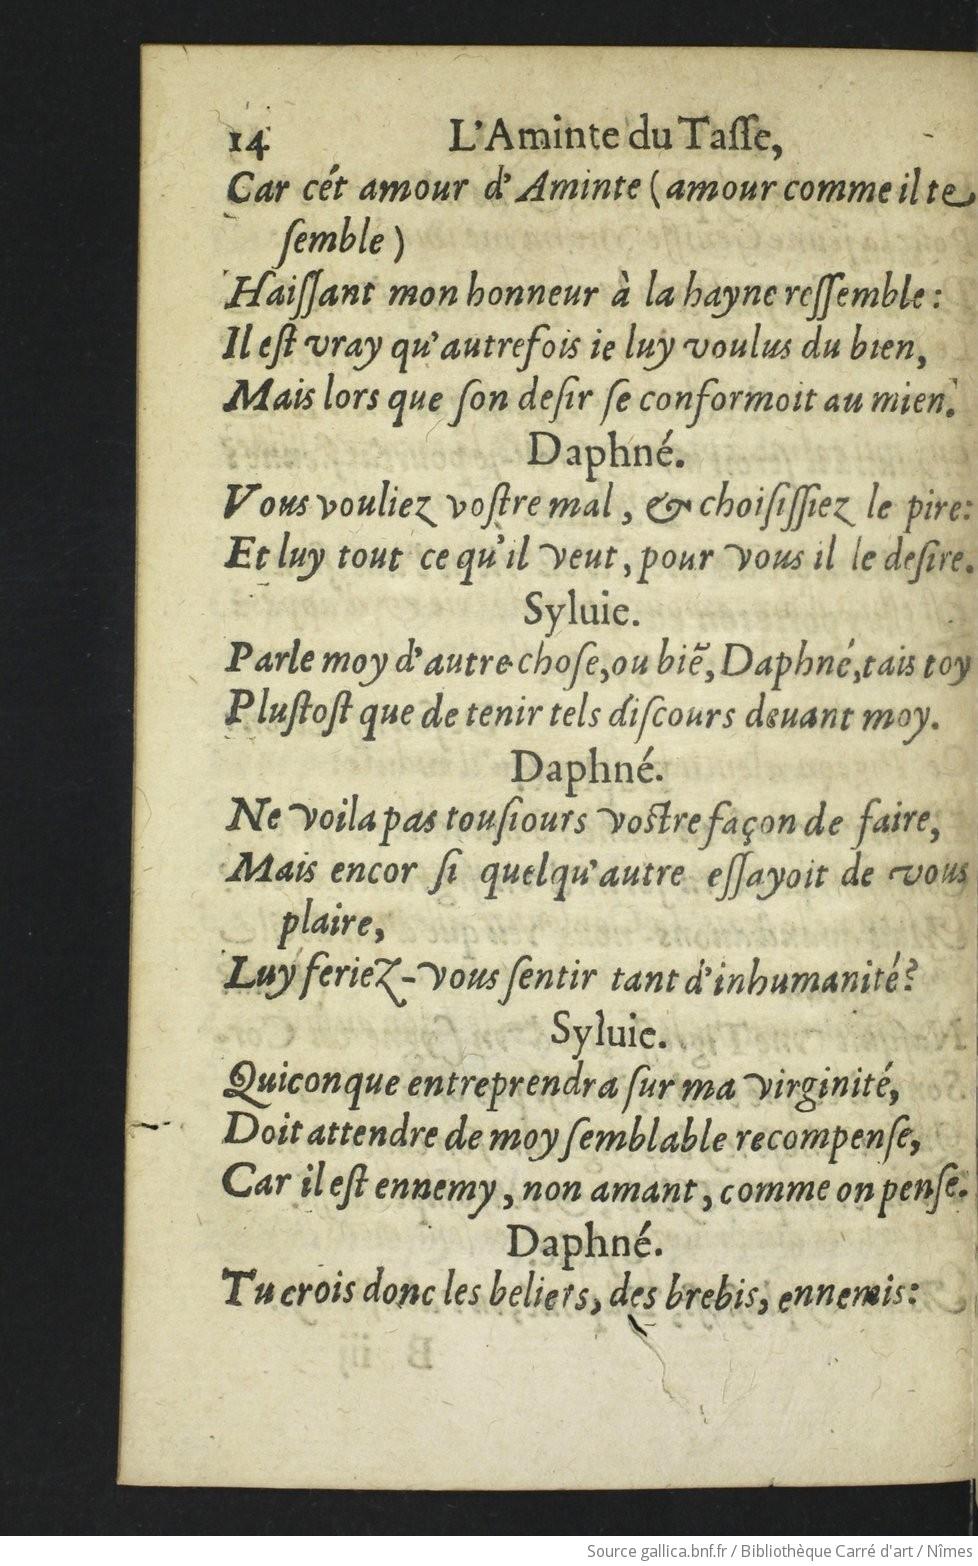 14 L'Aminte du Taſſe,
Car cét amour d'Aminte (amour comme il te
ſemble)
Haiſſant mon honneur à la hayne reſſemble:
Il eſt vray qu'autrefois ie luy voulus du bien,
Mais lors que ſon deſir ſe conformoit au mien.
Daphné.
Vous vouliez voſtre mal, & choiſiſſiez le pire:
Et luy tout ce qu'il veut, pour vous il le deſire.
Syluie.
Parle moy d'autre choſe, ou biẽ, Daphné, tais toy
Pluſtoſt que de tenir tels diſcours deuant moy.
Daphné.
Ne voila pas touſiours voſtre façon de faire,
Mais encor ſi quelqu'autre eſſayoit de vous
plaire,
Luy feriez-vous ſentir tant d'inhumanité?
Syluie.
Quiconque entreprendra ſur ma virginité,
Doit attendre de moy ſemblable recompenſe,
Car il eſt ennemy, non amant, comme on penſe.
Daphné.
Tu crois donc les beliers, des brebis, ennemis:
Source gallica.bnf.fr / Bibliothèque Carré d'art / Nîmes